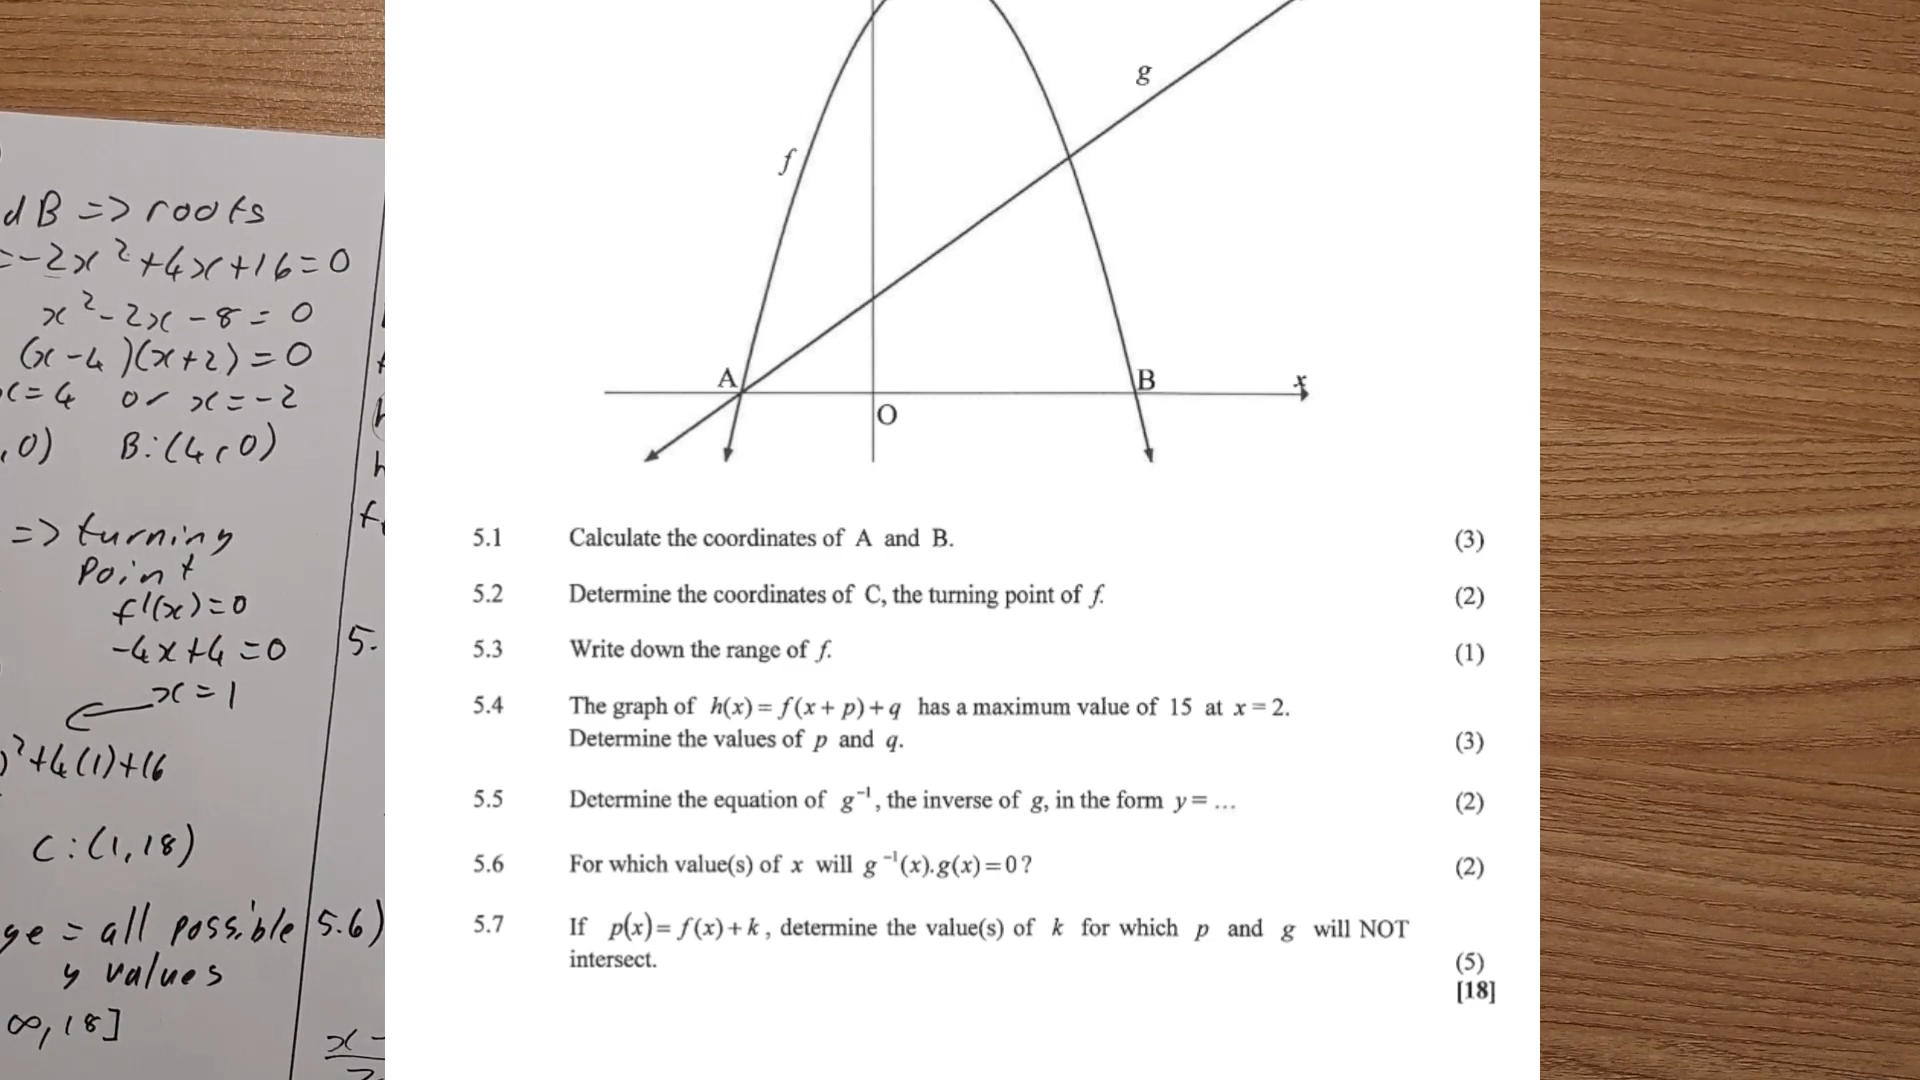 dB => roots
=-2x²+4x+16=0
x²-2x-8=0
(x-4)(x+2)=0
x=4 or x=-2
,0) B:(4,0)
=> turning
Point
f'(x)=0
-4x+4=0
x=1
)²+4(1)+16
C:(1,18)
ge = all possible
y values
∞,18]
5.
5.6)
x-
g
f
A
B
x
O
5.1 Calculate the coordinates of A and B. (3)
5.2 Determine the coordinates of C, the turning point of f. (2)
5.3 Write down the range of f. (1)
5.4 The graph of h(x) = f(x + p) + q has a maximum value of 15 at x = 2.
Determine the values of p and q. (3)
5.5 Determine the equation of g⁻¹, the inverse of g, in the form y = ... (2)
5.6 For which value(s) of x will g⁻¹(x).g(x) = 0? (2)
5.7 If p(x) = f(x) + k, determine the value(s) of k for which p and g will NOT
intersect. (5)
[18]